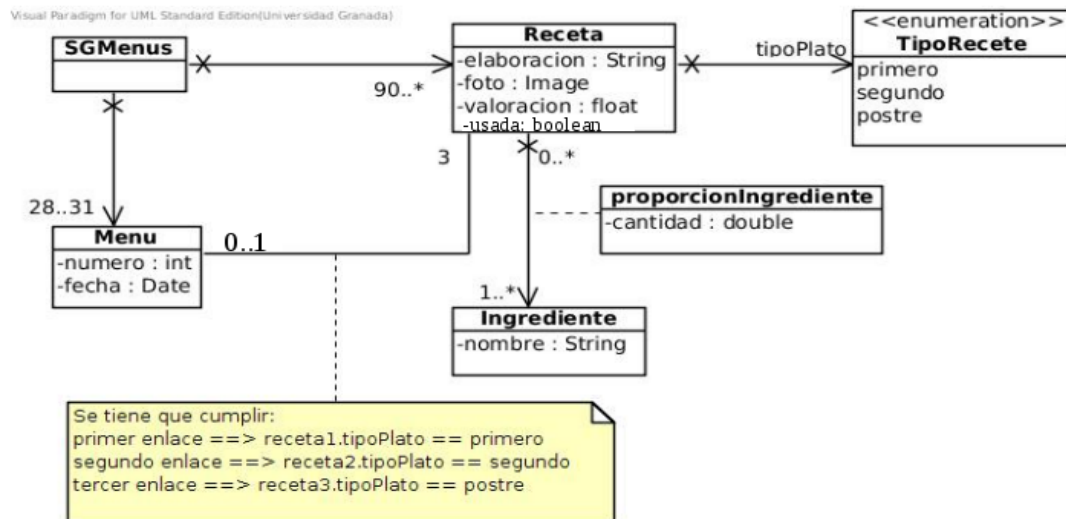 Visual Paradigm for UML Standard Edition(Universidad Granada)
SGMenus
90..*
28..31
Receta
-elaboracion : String
-foto : Image
-valoracion : float
-usada: boolean
tipoPlato
<<enumeration>>
TipoRecete
primero
segundo
postre
3
0..*
proporcionIngrediente
-cantidad : double
Menu
-numero : int
-fecha : Date
0..1
1..*
Ingrediente
-nombre : String
Se tiene que cumplir:
primer enlace ==> receta1.tipoPlato == primero
segundo enlace ==> receta2.tipoPlato == segundo
tercer enlace ==> receta3.tipoPlato == postre